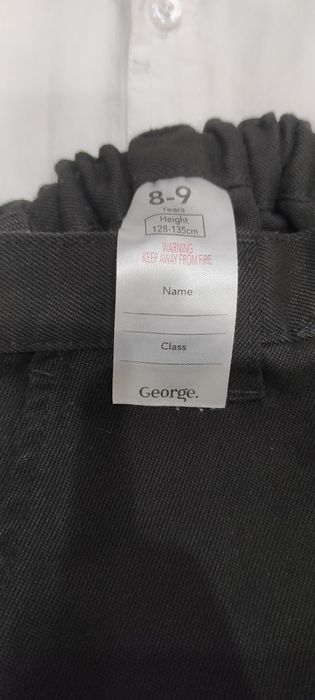 8-9
Years
Height
128-135cm
WARNING
KEEP AWAY FROM FIRE
Name
Class
George.